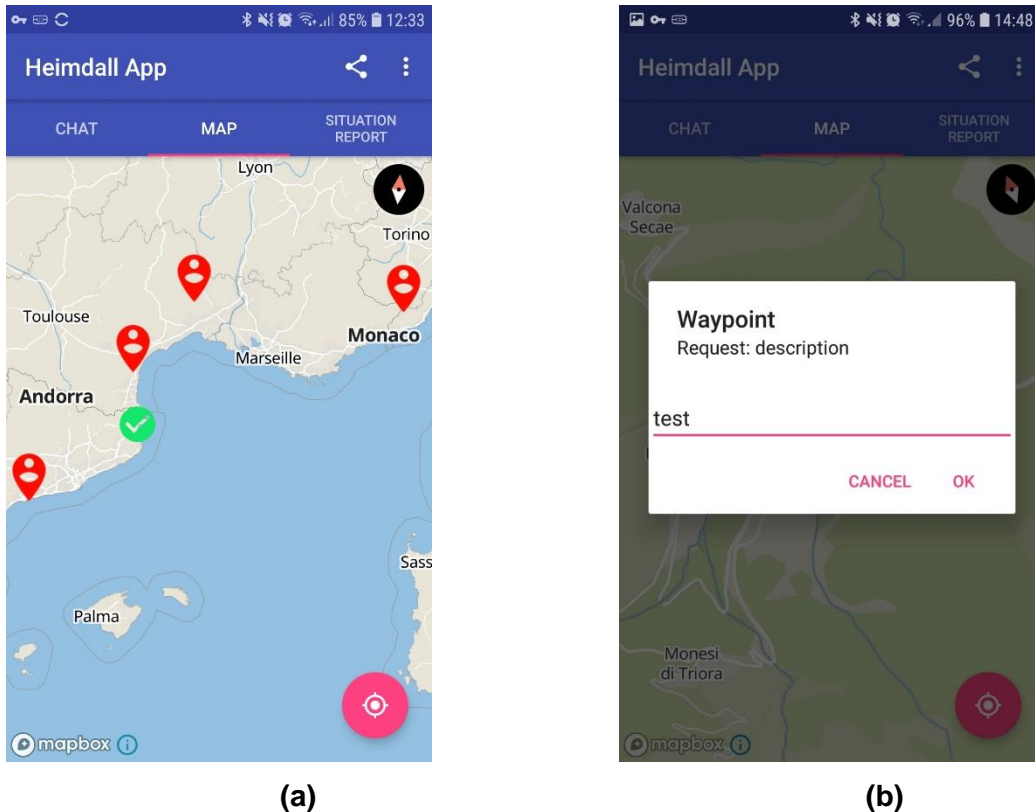 85% 12:33
Heimdall App
CHAT
MAP
SITUATION
REPORT
Lyon
Torino
Toulouse
Monaco
Marseille
Andorra
Sass
Palma
mapbox
(a)
96% 14:48
Heimdall App
CHAT
MAP
SITUATION
REPORT
Valcona
Secae
Waypoint
Request: description
test
CANCEL OK
Monesi
di Triora
mapbox
(b)